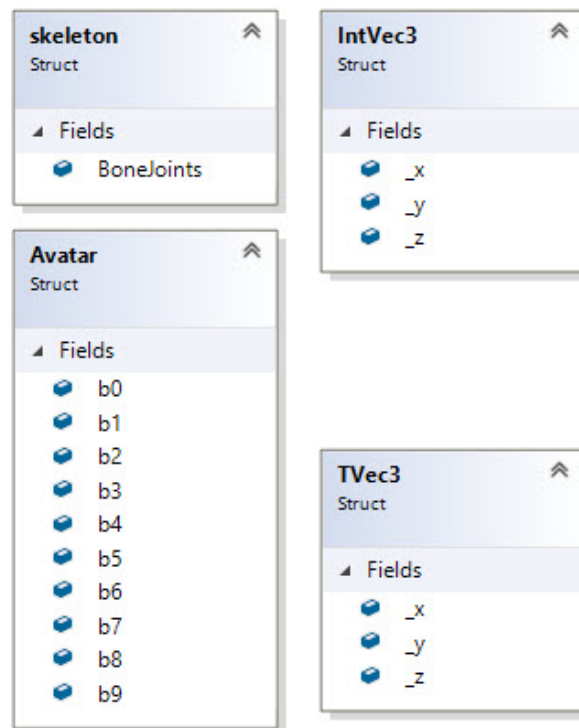 skeleton
Struct
Fields
BoneJoints
Avatar
Struct
Fields
b0
b1
b2
b3
b4
b5
b6
b7
b8
b9
IntVec3
Struct
Fields
_x
_y
_z
TVec3
Struct
Fields
_x
_y
_z